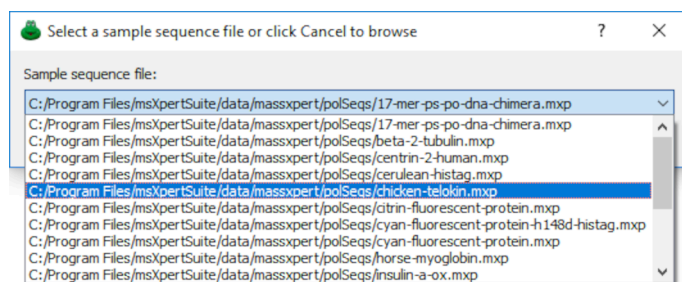 Select a sample sequence file or click Cancel to browse
?
Sample sequence file:
C:/Program Files/msXpertSuite/data/massxpert/polSeqs/17-mer-ps-po-dna-chimera.mxp
C:/Program Files/msXpertSuite/data/massxpert/polSeqs/17-mer-ps-po-dna-chimera.mxp
C:/Program Files/msXpertSuite/data/massxpert/polSeqs/beta-2-tubulin.mxp
C:/Program Files/msXpertSuite/data/massxpert/polSeqs/centrin-2-human.mxp
C:/Program Files/msXpertSuite/data/massxpert/polSeqs/cerulean-histag.mxp
C:/Program Files/msXpertSuite/data/massxpert/polSeqs/chicken-telokin.mxp
C:/Program Files/msXpertSuite/data/massxpert/polSeqs/citrin-fluorescent-protein.mxp
C:/Program Files/msXpertSuite/data/massxpert/polSeqs/cyan-fluorescent-protein-h148d-histag.mxp
C:/Program Files/msXpertSuite/data/massxpert/polSeqs/cyan-fluorescent-protein.mxp
C:/Program Files/msXpertSuite/data/massxpert/polSeqs/horse-myoglobin.mxp
C:/Program Files/msXpertSuite/data/massxpert/polSeqs/insulin-a-ox.mxp